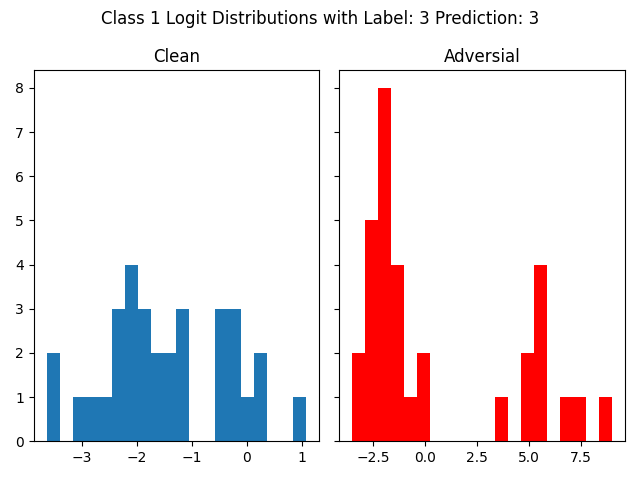 Class 1 Logit Distributions with Label: 3 Prediction: 3
Clean
Adversial
8
7
6
5
4
3
2
1
0
−3 −2 −1 0 1
−2.5 0.0 2.5 5.0 7.5